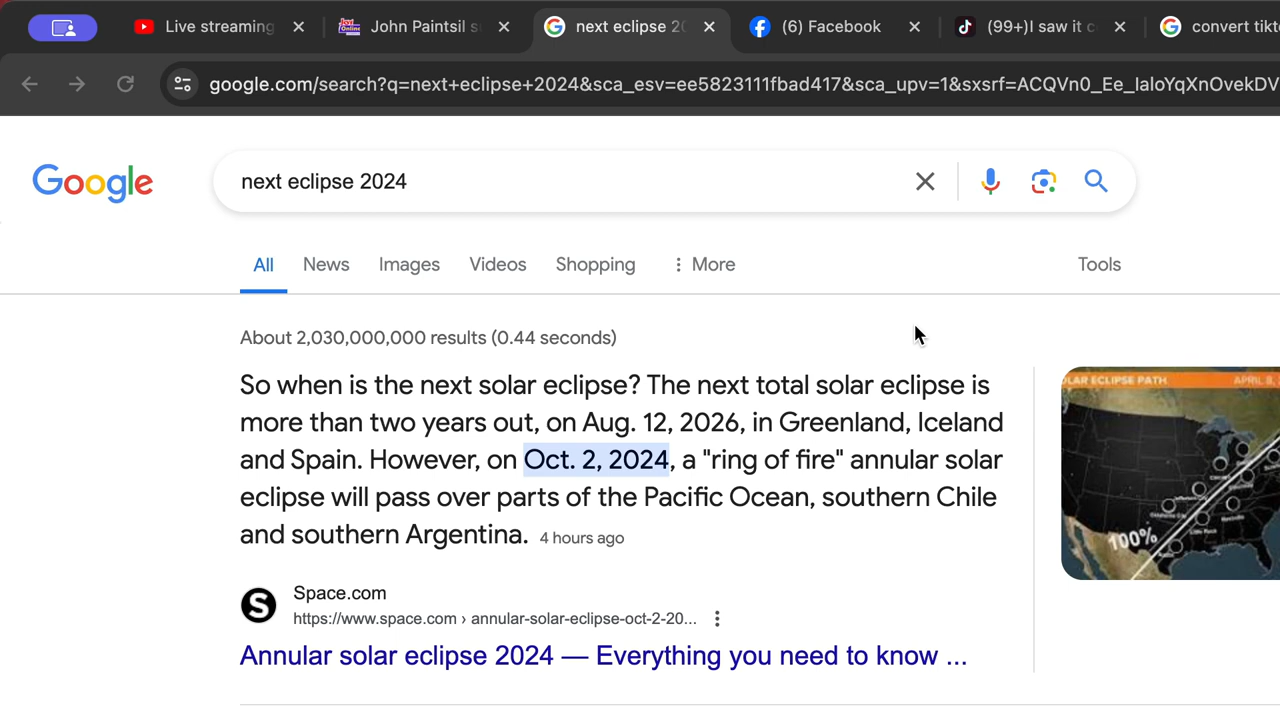 Live streaming
John Paintsil s
next eclipse 20
(6) Facebook
(99+)I saw it c
convert tikt
google.com/search?q=next+eclipse+2024&sca_esv=ee5823111fbad417&sca_upv=1&sxsrf=ACQVn0_Ee_IaloYqXnOvekDV
Google
next eclipse 2024
All News Images Videos Shopping More Tools
About 2,030,000,000 results (0.44 seconds)
So when is the next solar eclipse? The next total solar eclipse is
more than two years out, on Aug. 12, 2026, in Greenland, Iceland
and Spain. However, on Oct. 2, 2024, a "ring of fire" annular solar
eclipse will pass over parts of the Pacific Ocean, southern Chile
and southern Argentina. 4 hours ago
OLAR ECLIPSE PATH APRIL 8,
100%
Space.com
https://www.space.com › annular-solar-eclipse-oct-2-20...
Annular solar eclipse 2024 — Everything you need to know ...